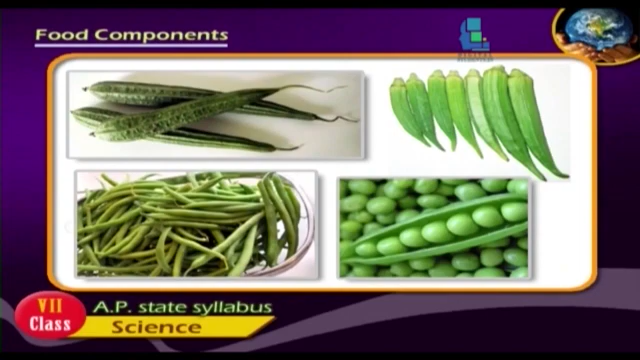 Food Components
VII
Class
A.P. state syllabus
Science